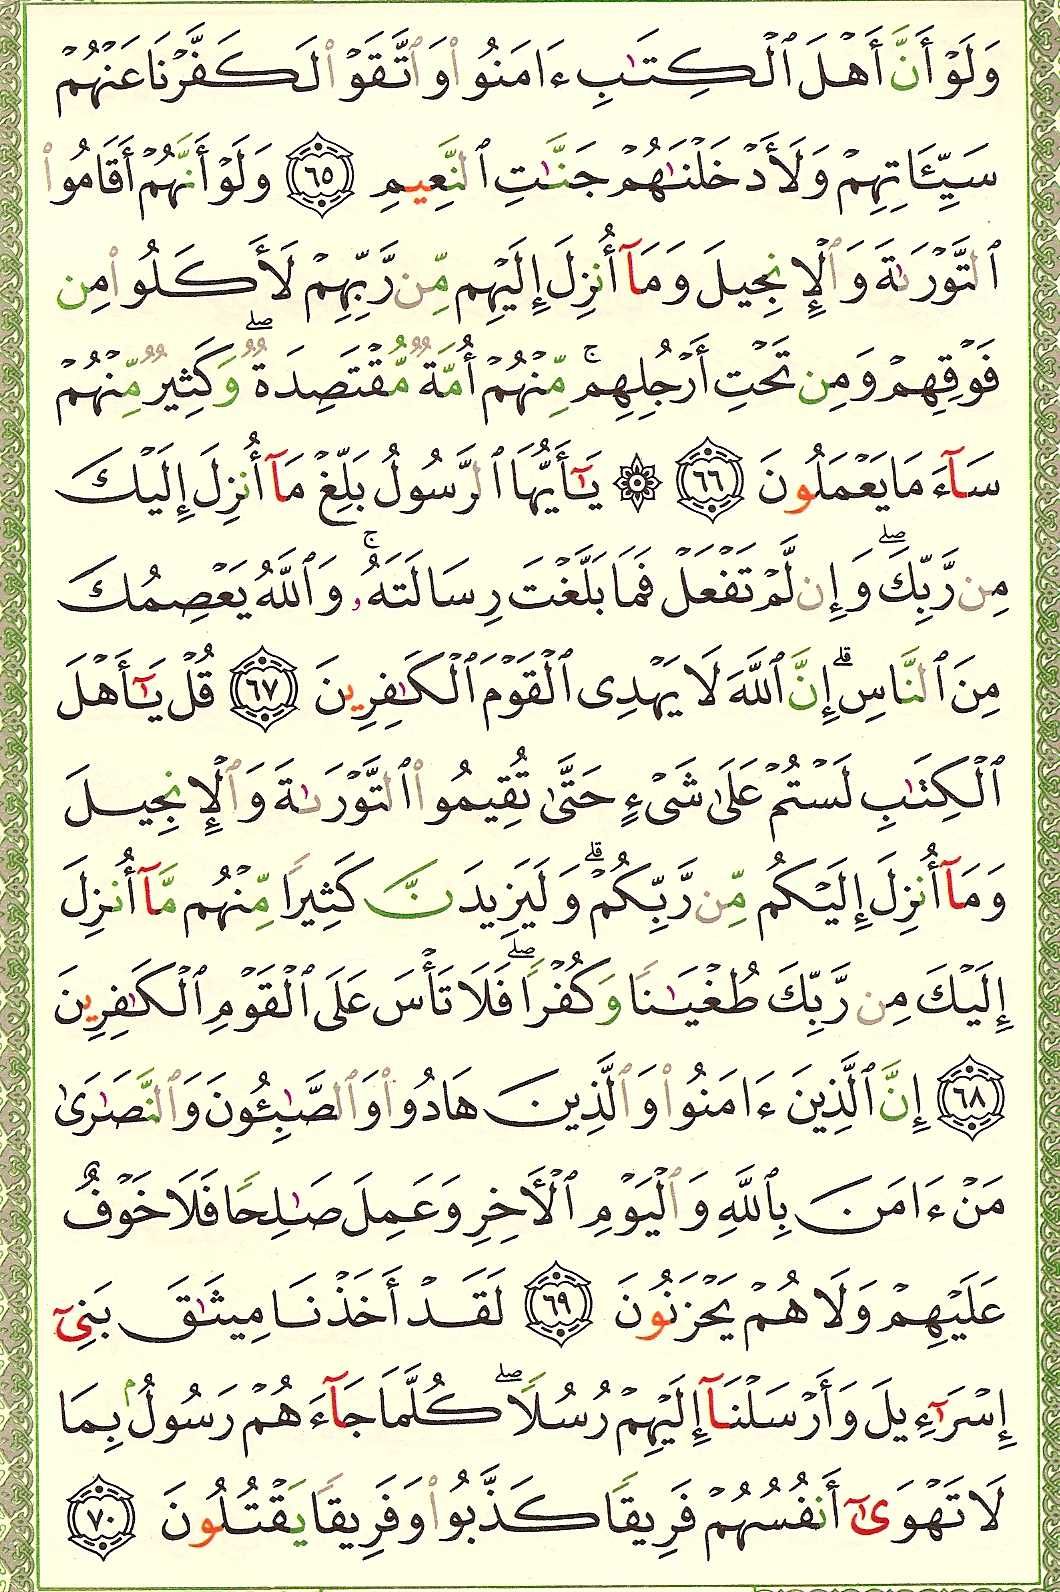 وَلَوْ أَنَّ أَهْلَ ٱلْكِتَٰبِ ءَامَنُوا۟ وَٱتَّقَوْا۟ لَكَفَّرْنَا عَنْهُمْ
سَيِّـَٔاتِهِمْ وَلَأَدْخَلْنَٰهُمْ جَنَّٰتِ ٱلنَّعِيمِ ٦٥ وَلَوْ أَنَّهُمْ أَقَامُوا۟
ٱلتَّوْرَىٰةَ وَٱلْإِنجِيلَ وَمَآ أُنزِلَ إِلَيْهِم مِّن رَّبِّهِمْ لَأَكَلُوا۟ مِن
فَوْقِهِمْ وَمِن تَحْتِ أَرْجُلِهِم ۚ مِّنْهُمْ أُمَّةٌ مُّقْتَصِدَةٌ ۖ وَكَثِيرٌ مِّنْهُمْ
سَآءَ مَا يَعْمَلُونَ ٦٦ ۞ يَٰٓأَيُّهَا ٱلرَّسُولُ بَلِّغْ مَآ أُنزِلَ إِلَيْكَ
مِن رَّبِّكَ ۖ وَإِن لَّمْ تَفْعَلْ فَمَا بَلَّغْتَ رِسَالَتَهُۥ ۚ وَٱللَّهُ يَعْصِمُكَ
مِنَ ٱلنَّاسِ ۗ إِنَّ ٱللَّهَ لَا يَهْدِى ٱلْقَوْمَ ٱلْكَٰفِرِينَ ٦٧ قُلْ يَٰٓأَهْلَ
ٱلْكِتَٰبِ لَسْتُمْ عَلَىٰ شَىْءٍ حَتَّىٰ تُقِيمُوا۟ ٱلتَّوْرَىٰةَ وَٱلْإِنجِيلَ
وَمَآ أُنزِلَ إِلَيْكُم مِّن رَّبِّكُمْ ۗ وَلَيَزِيدَنَّ كَثِيرًا مِّنْهُم مَّآ أُنزِلَ
إِلَيْكَ مِن رَّبِّكَ طُغْيَٰنًا وَكُفْرًا ۖ فَلَا تَأْسَ عَلَى ٱلْقَوْمِ ٱلْكَٰفِرِينَ
٦٨ إِنَّ ٱلَّذِينَ ءَامَنُوا۟ وَٱلَّذِينَ هَادُوا۟ وَٱلصَّٰبِـُٔونَ وَٱلنَّصَٰرَىٰ
مَنْ ءَامَنَ بِٱللَّهِ وَٱلْيَوْمِ ٱلْءَاخِرِ وَعَمِلَ صَٰلِحًا فَلَا خَوْفٌ
عَلَيْهِمْ وَلَا هُمْ يَحْزَنُونَ ٦٩ لَقَدْ أَخَذْنَا مِيثَٰقَ بَنِىٓ
إِسْرَٰٓءِيلَ وَأَرْسَلْنَآ إِلَيْهِمْ رُسُلًا ۖ كُلَّمَا جَآءَهُمْ رَسُولٌۢ بِمَا
لَا تَهْوَىٰٓ أَنفُسُهُمْ فَرِيقًا كَذَّبُوا۟ وَفَرِيقًا يَقْتُلُونَ ٧٠